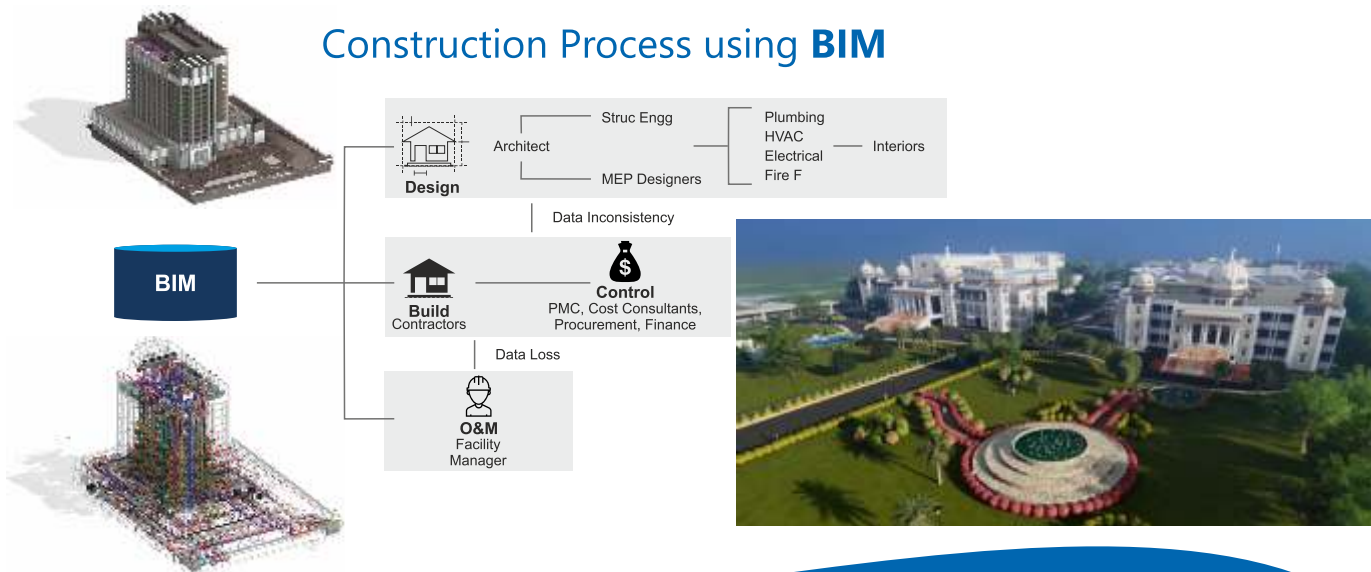 Construction Process using BIM
Struc Engg
Architect
MEP Designers
Plumbing
HVAC
Electrical
Fire F
Interiors
Design
Data Inconsistency
BIM
$
Build
Contractors
Control
PMC, Cost Consultants,
Procurement, Finance
Data Loss
O&M
Facility
Manager